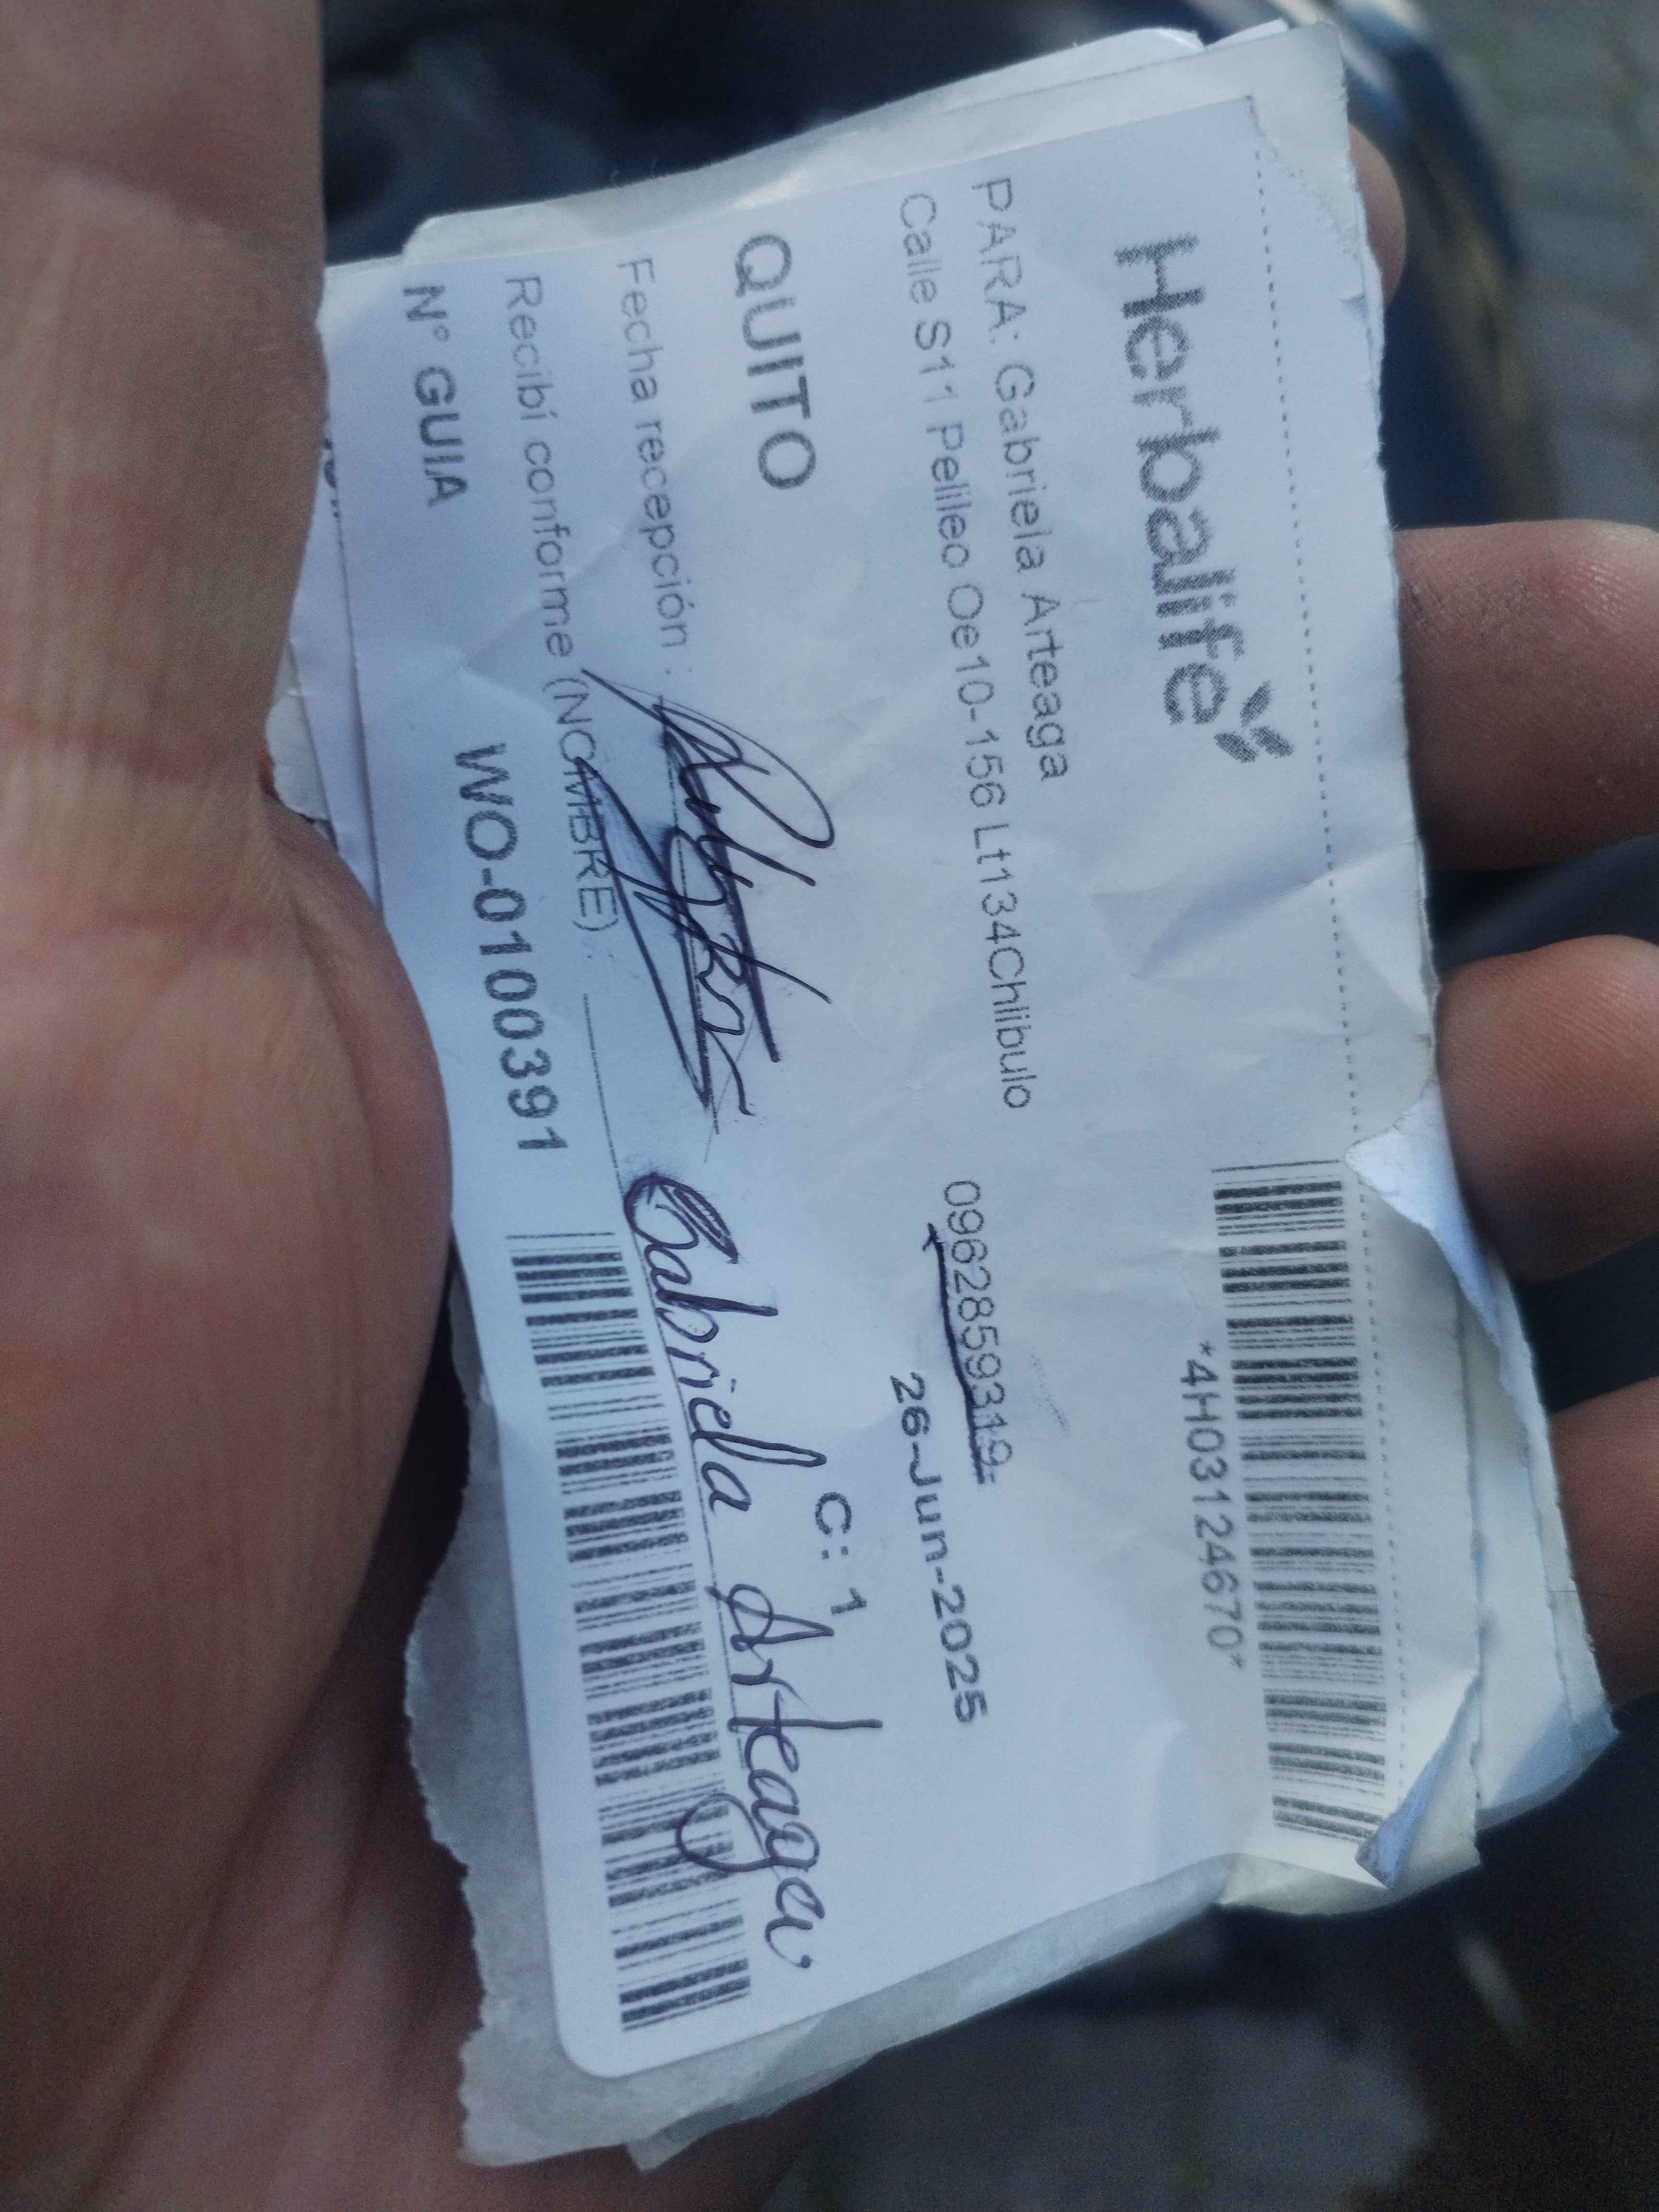 Herbalife
*4H03124670*
PARA: Gabriela Arteaga
Calle S11 Pelileo Oe10-156 Lt134Chilibulo
0962859319-
26-Jun-2025
QUITO
C: 1
Fecha recepción :
Recibí conforme (NOMBRE) : Gabriela Arteaga
N° GUIA WO-0100391